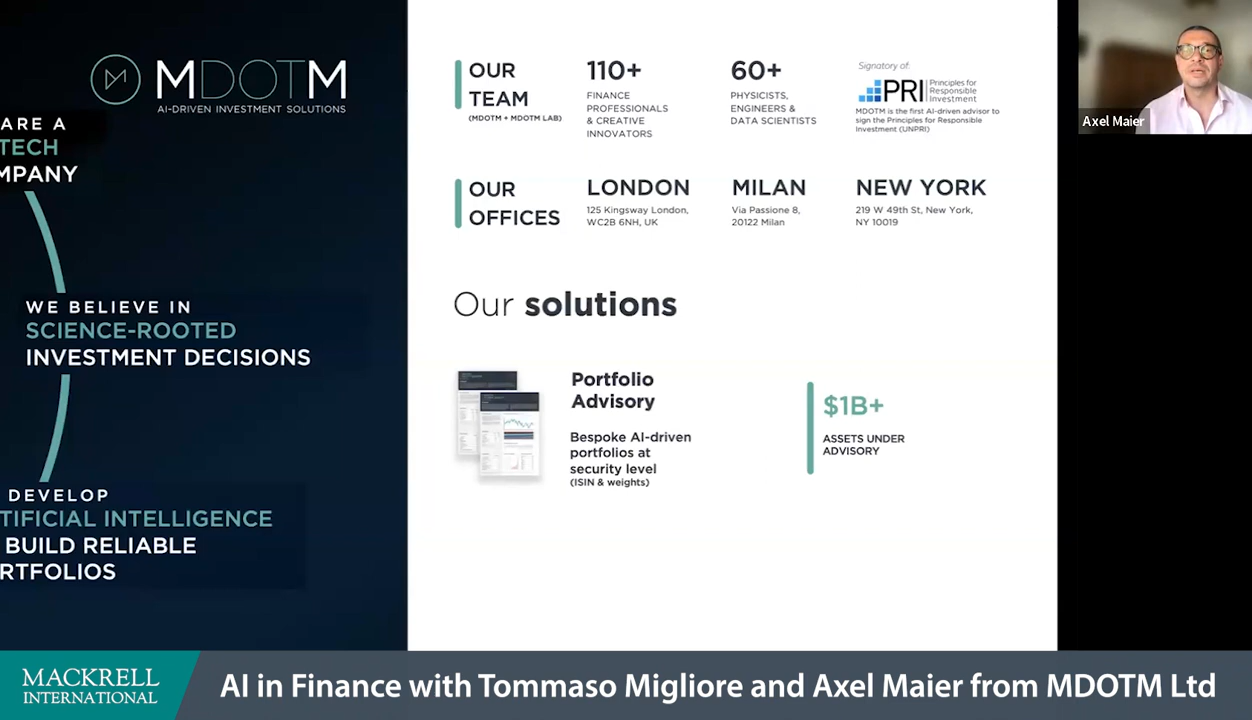 MDOTM
AI-DRIVEN INVESTMENT SOLUTIONS
ARE A
TECH
MPANY
WE BELIEVE IN
SCIENCE-ROOTED
INVESTMENT DECISIONS
DEVELOP
TIFICIAL INTELLIGENCE
BUILD RELIABLE
RTFOLIOS
OUR
TEAM
(MDOTM + MDOTM LAB)
110+
FINANCE
PROFESSIONALS
& CREATIVE
INNOVATORS
60+
PHYSICISTS,
ENGINEERS &
DATA SCIENTISTS
Signatory of:
PRI
Principles for
Responsible
Investment
MDOTM is the first AI-driven advisor to
sign the Principles for Responsible
Investment (UNPRI)
OUR
OFFICES
LONDON
125 Kingsway London,
WC2B 6NH, UK
MILAN
Via Passione 8,
20122 Milan
NEW YORK
219 W 49th St, New York,
NY 10019
Our solutions
Portfolio
Advisory
Bespoke AI-driven
portfolios at
security level
(ISIN & weights)
$1B+
ASSETS UNDER
ADVISORY
Axel Maier
MACKRELL
INTERNATIONAL
AI in Finance with Tommaso Migliore and Axel Maier from MDOTM Ltd